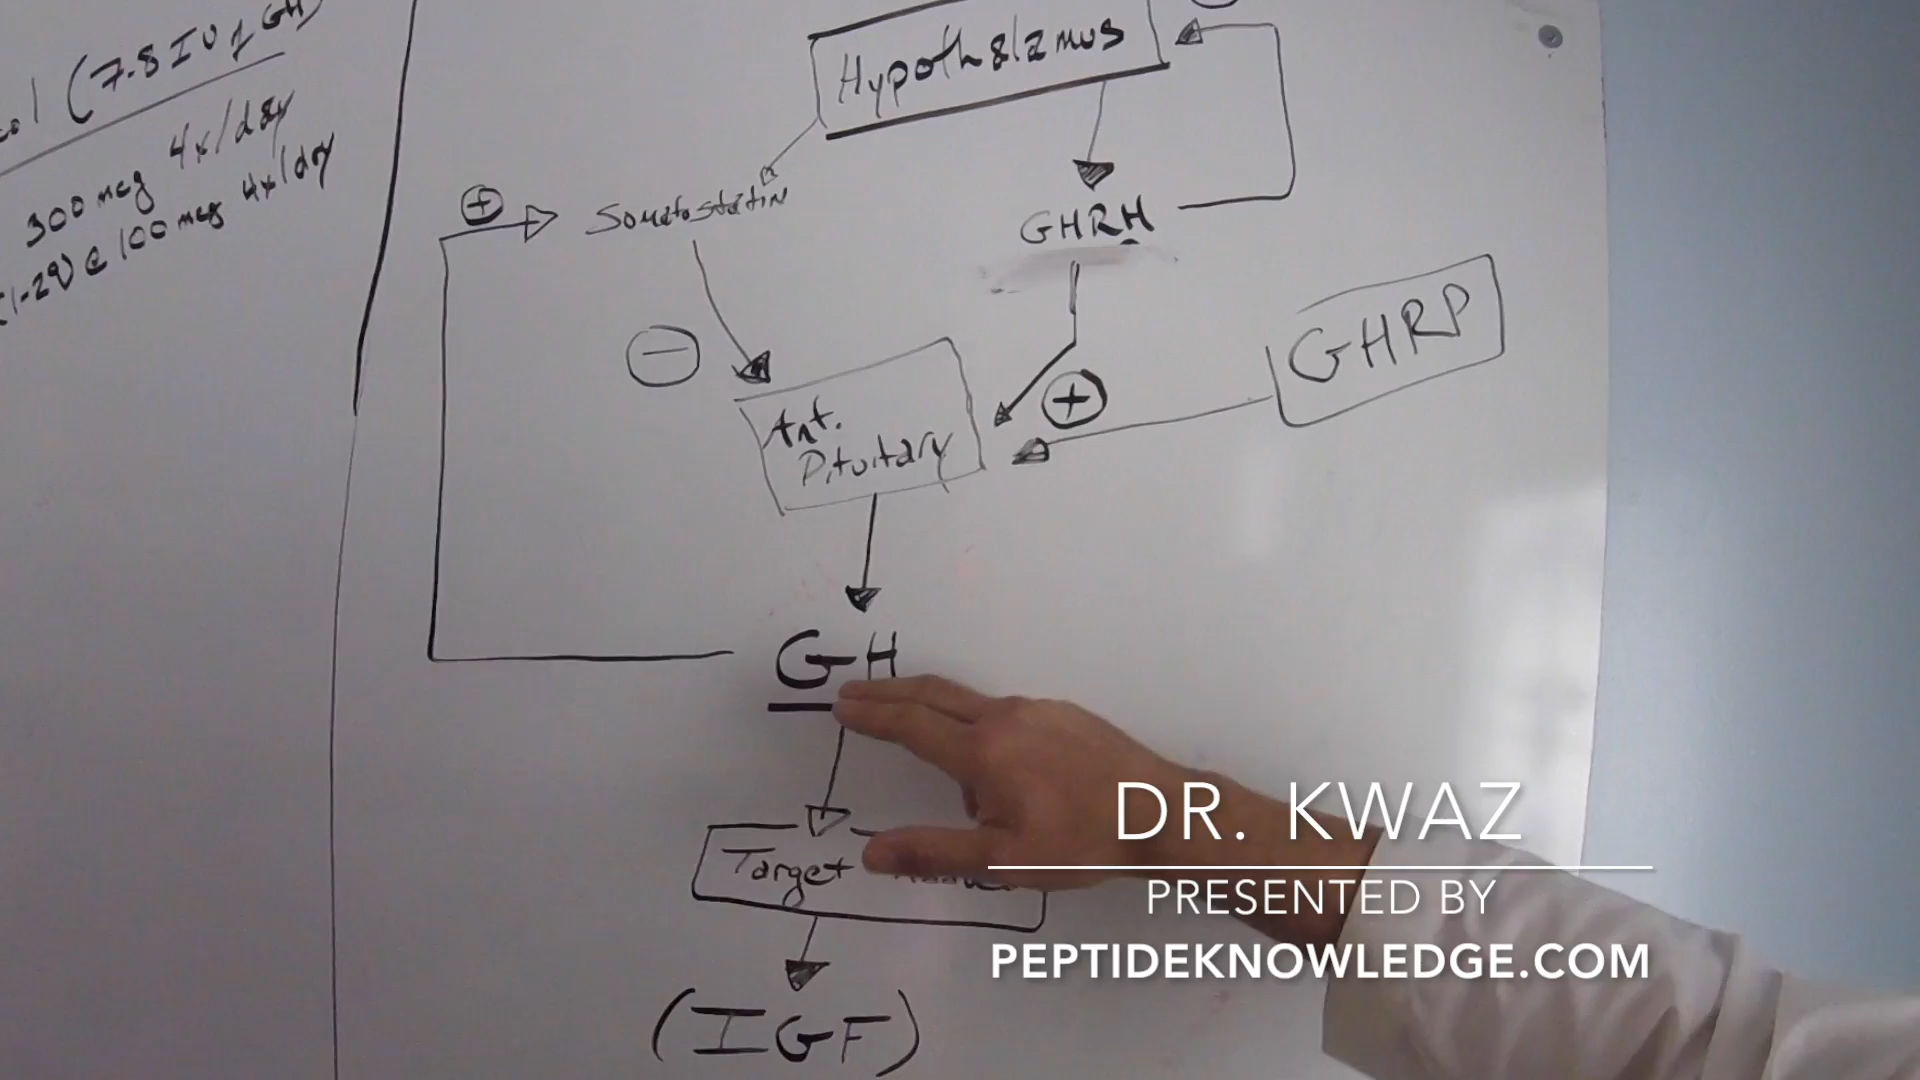 (7-8 IU of GH)
300 mcg 4x/day
(1-29) @ 100 mcg 4x/day
Hypothalamus
+
Somatostatin
GHRH
GHRP
−
+
Ant.
Pituitary
GH
Target
(IGF)
DR. KWAZ
PRESENTED BY
PEPTIDEKNOWLEDGE.COM